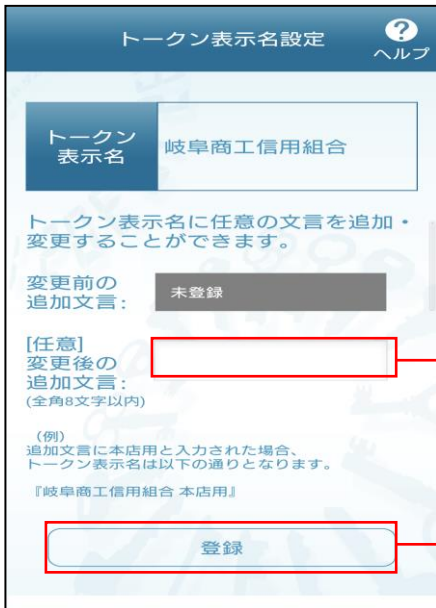 トークン表示名設定
?
ヘルプ
トークン
表示名
岐阜商工信用組合
トークン表示名に任意の文言を追加・
変更することができます。
変更前の
追加文言:
未登録
[任意]
変更後の
追加文言:
(全角8文字以内)
(例)
追加文言に本店用と入力された場合、
トークン表示名は以下の通りとなります。
『岐阜商工信用組合 本店用』
登録